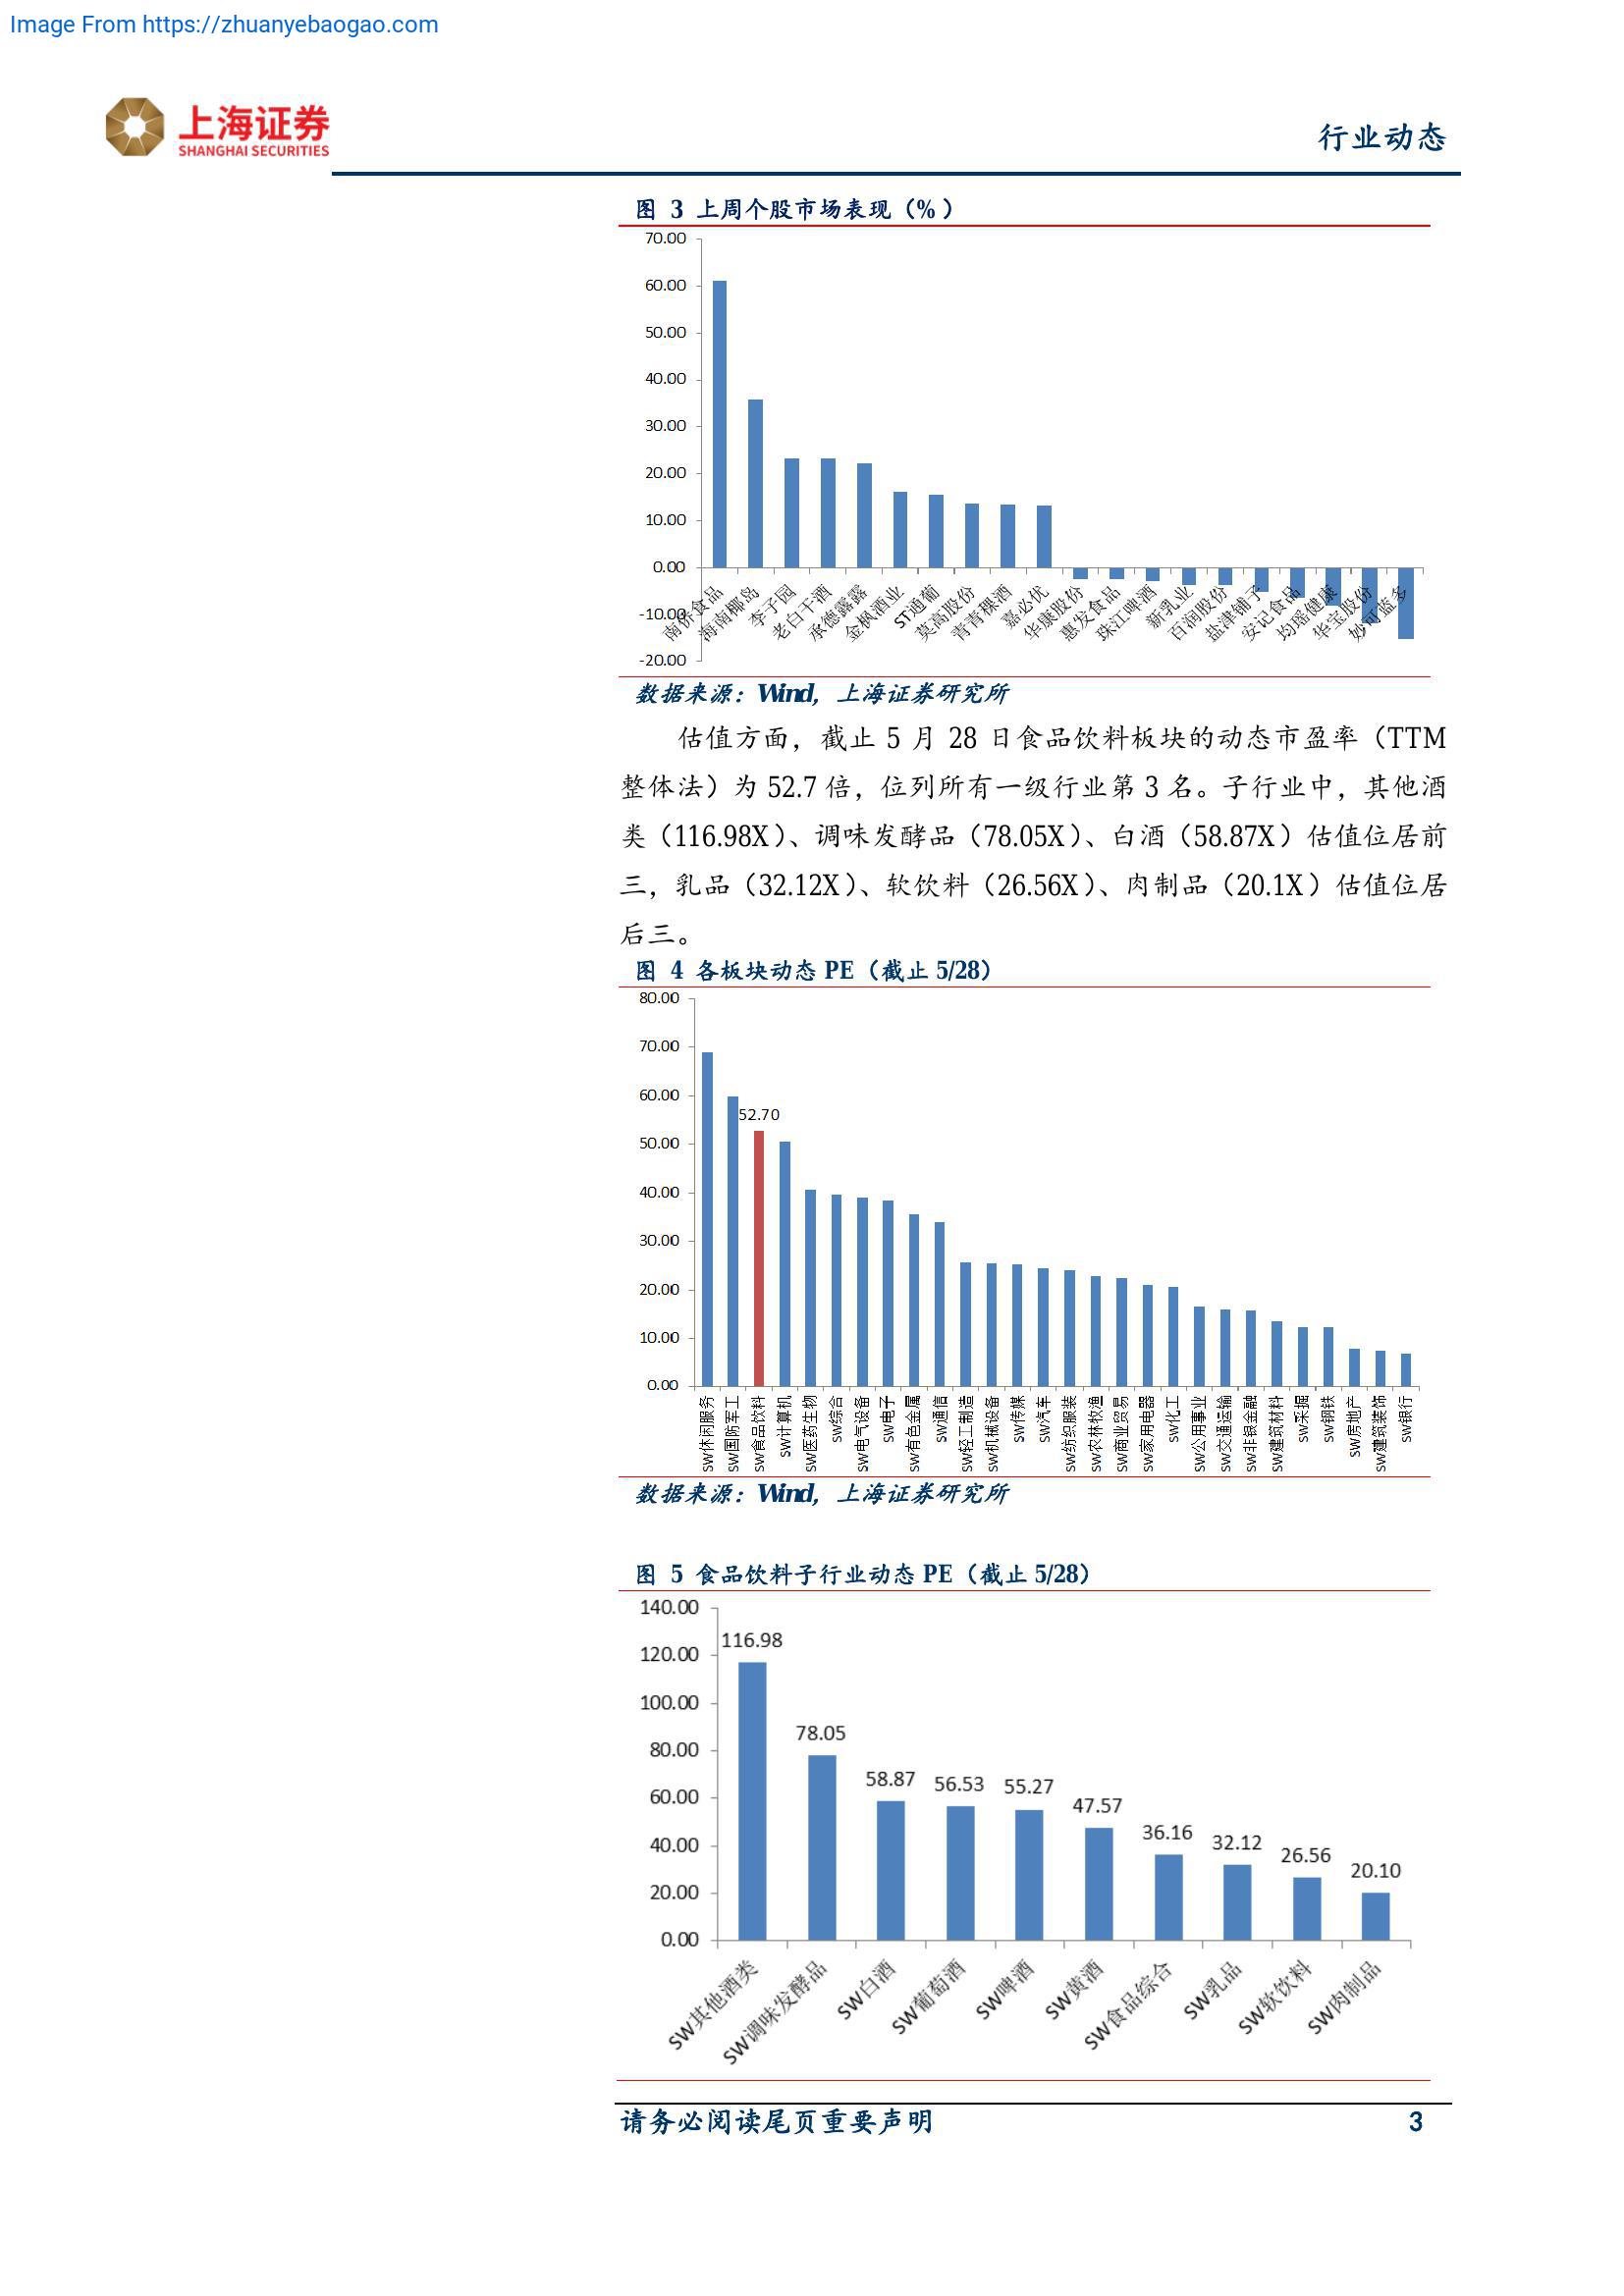 Image From https://zhuanyebaogao.com
上海证券
SHANGHAI SECURITIES
行业动态
图 3 上周个股市场表现（%）
70.00
60.00
50.00
40.00
30.00
20.00
10.00
0.00
-10.00
-20.00
南侨食品
海南椰岛
李子园
老白干酒
承德露露
金枫酒业
ST通葡
莫高股份
青青稞酒
嘉必优
华康股份
惠发食品
珠江啤酒
新乳业
百润股份
盐津铺子
安记食品
均瑶健康
华宝股份
妙可蓝多
数据来源：Wind，上海证券研究所
估值方面，截止 5 月 28 日食品饮料板块的动态市盈率（TTM
整体法）为 52.7 倍，位列所有一级行业第 3 名。子行业中，其他酒
类（116.98X）、调味发酵品（78.05X）、白酒（58.87X）估值位居前
三，乳品（32.12X）、软饮料（26.56X）、肉制品（20.1X）估值位居
后三。
图 4 各板块动态 PE（截止 5/28）
80.00
70.00
60.00
50.00
40.00
30.00
20.00
10.00
0.00
52.70
SW休闲服务
SW国防军工
SW食品饮料
SW计算机
SW医药生物
SW综合
SW电气设备
SW电子
SW有色金属
SW通信
SW轻工制造
SW机械设备
SW传媒
SW汽车
SW纺织服装
SW农林牧渔
SW商业贸易
SW家用电器
SW化工
SW公用事业
SW交通运输
SW非银金融
SW建筑材料
SW采掘
SW钢铁
SW房地产
SW建筑装饰
SW银行
数据来源：Wind，上海证券研究所
图 5 食品饮料子行业动态 PE（截止 5/28）
140.00
120.00
100.00
80.00
60.00
40.00
20.00
0.00
116.98
78.05
58.87
56.53
55.27
47.57
36.16
32.12
26.56
20.10
SW其他酒类
SW调味发酵品
SW白酒
SW葡萄酒
SW啤酒
SW黄酒
SW食品综合
SW乳品
SW软饮料
SW肉制品
请务必阅读尾页重要声明
3